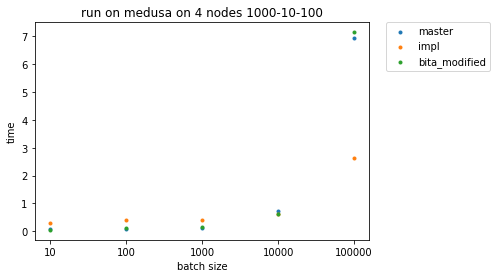 run on medusa on 4 nodes 1000-10-100
7
6
5
4
3
2
1
0
time
10 100 1000 10000 100000
batch size
master
impl
bita_modified